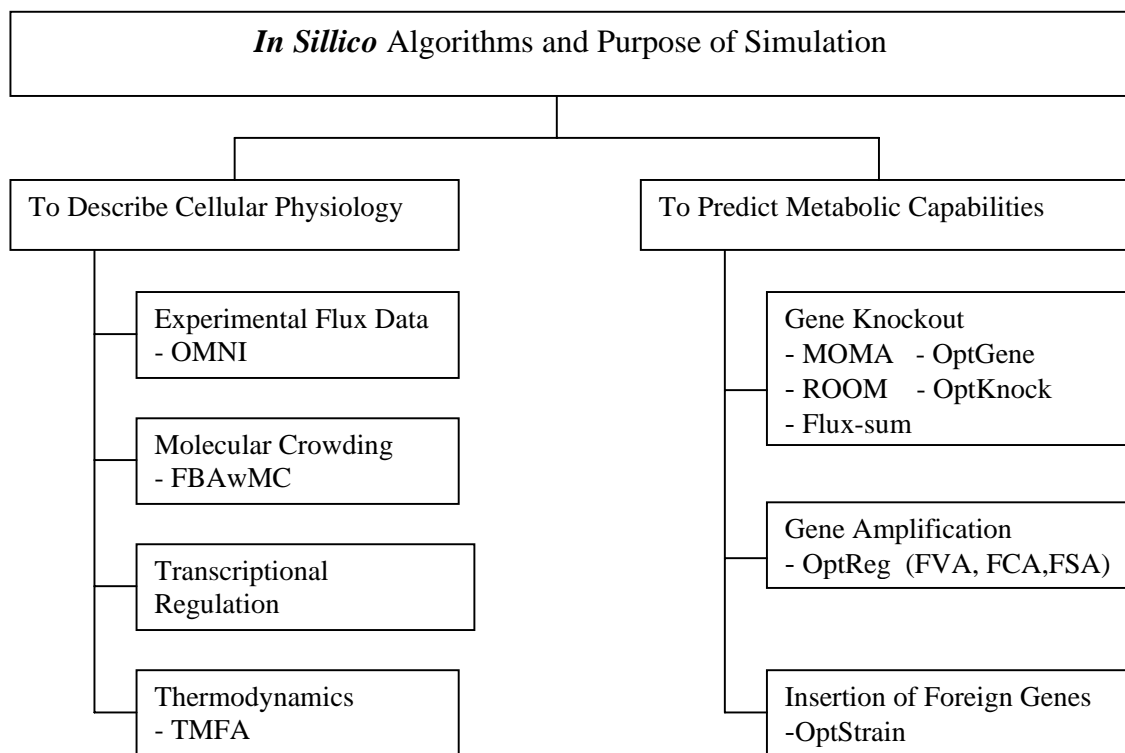 In Sillico Algorithms and Purpose of Simulation
To Describe Cellular Physiology
Experimental Flux Data
- OMNI
Molecular Crowding
- FBAwMC
Transcriptional
Regulation
Thermodynamics
- TMFA
To Predict Metabolic Capabilities
Gene Knockout
- MOMA - OptGene
- ROOM - OptKnock
- Flux-sum
Gene Amplification
- OptReg (FVA, FCA,FSA)
Insertion of Foreign Genes
-OptStrain